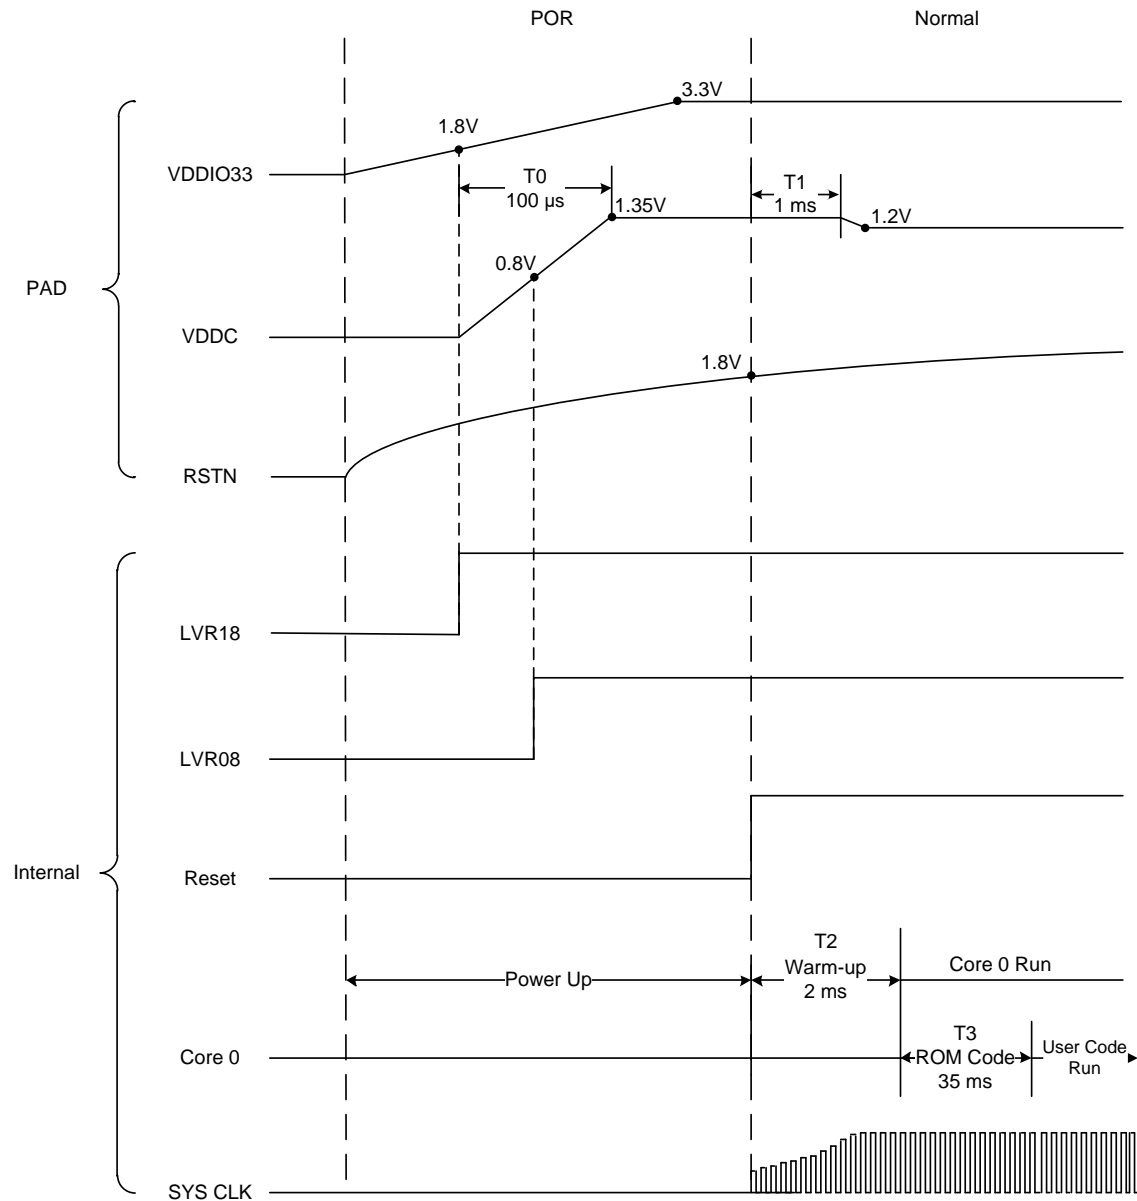 POR
Normal
3.3V
1.8V
VDDIO33
T0
100 µs
T1
1 ms
1.35V
1.2V
0.8V
PAD
VDDC
1.8V
RSTN
LVR18
LVR08
Internal
Reset
T2
Warm-up
2 ms
Core 0 Run
Power Up
Core 0
T3
ROM Code
35 ms
User Code
Run
SYS CLK